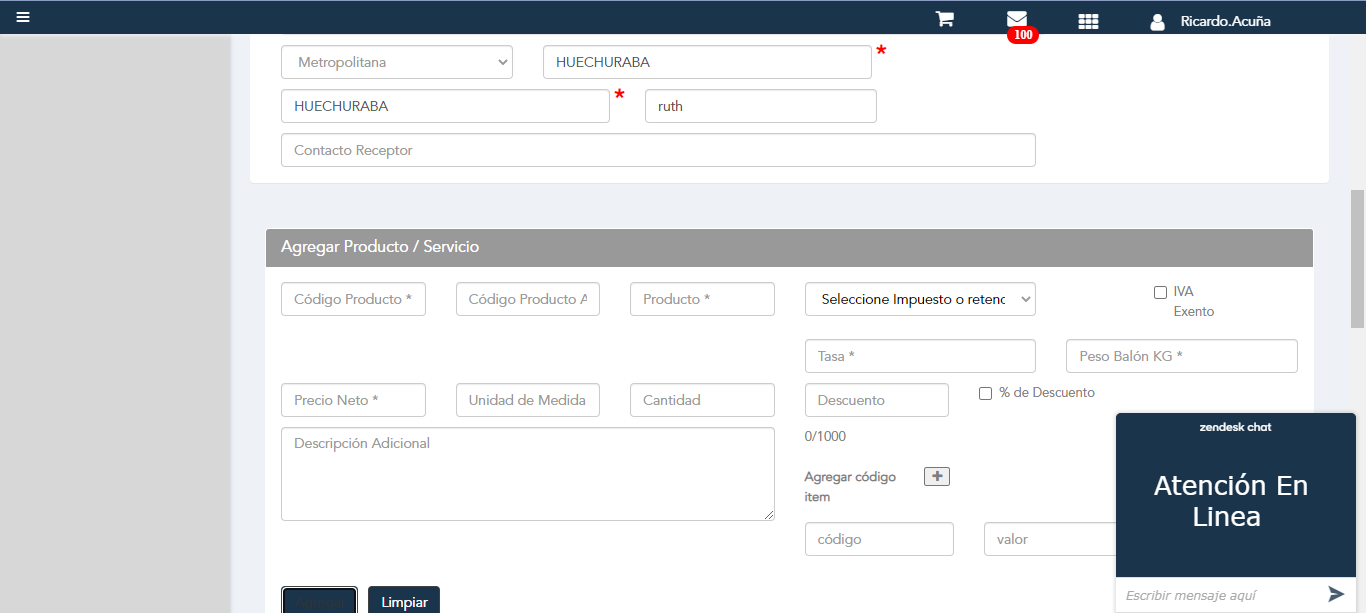 Ricardo.Acuña
100
Metropolitana
HUECHURABA *
HUECHURABA *
ruth
Contacto Receptor
Agregar Producto / Servicio
Código Producto *
Código Producto A
Producto *
Seleccione Impuesto o retenc
IVA
Exento
Tasa *
Peso Balón KG *
Precio Neto *
Unidad de Medida
Cantidad
Descuento
% de Descuento
Descripción Adicional
0/1000
Agregar código
item
código
valor
Limpiar
zendesk chat
Atención En
Linea
Escribir mensaje aquí